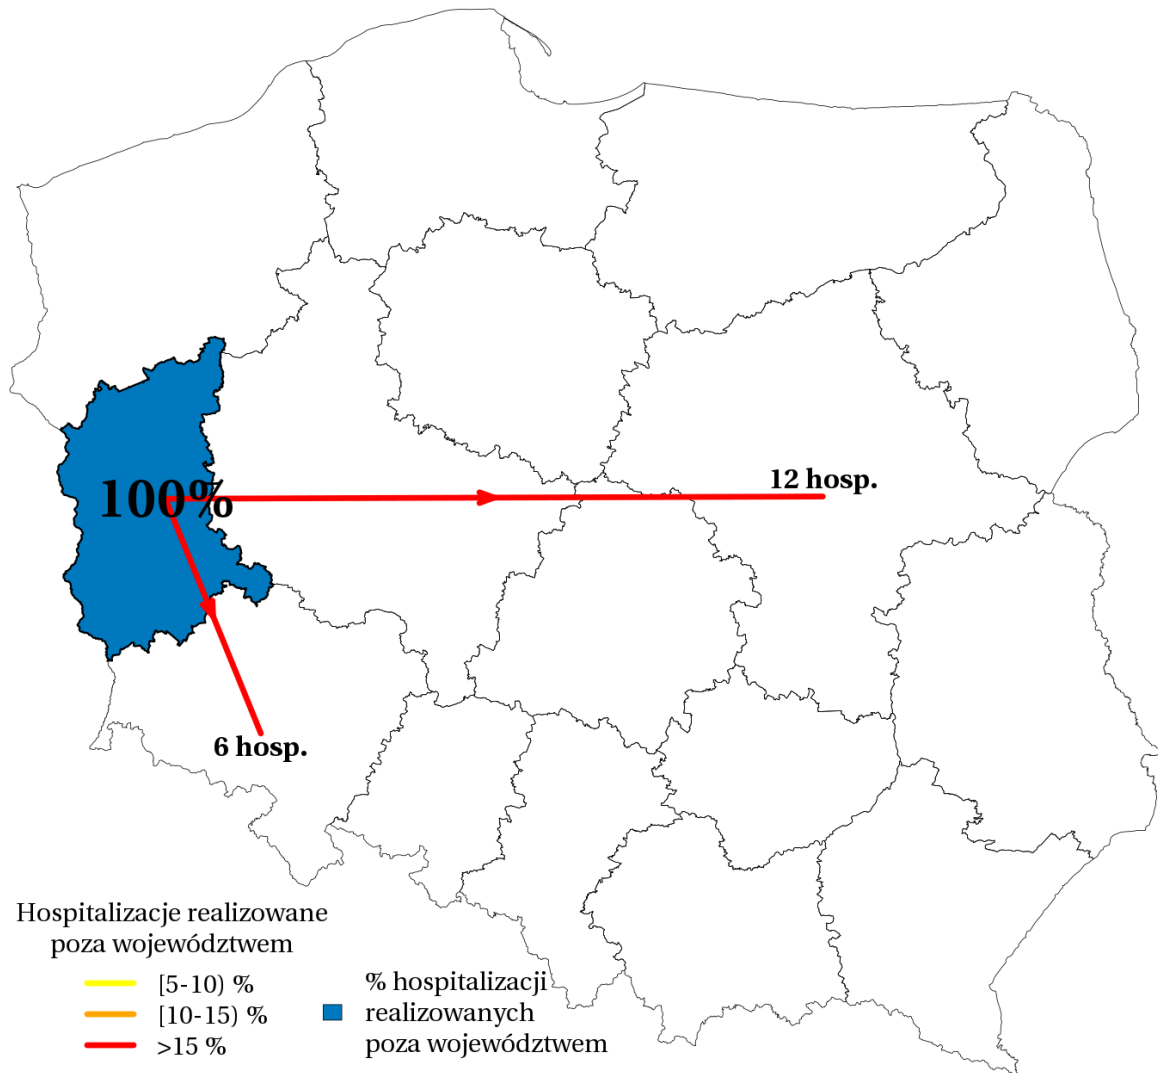 12 hosp.
100%
6 hosp.
Hospitalizacje realizowane
poza województwem
[5-10) %
[10-15) %
>15 %
% hospitalizacji
realizowanych
poza województwem